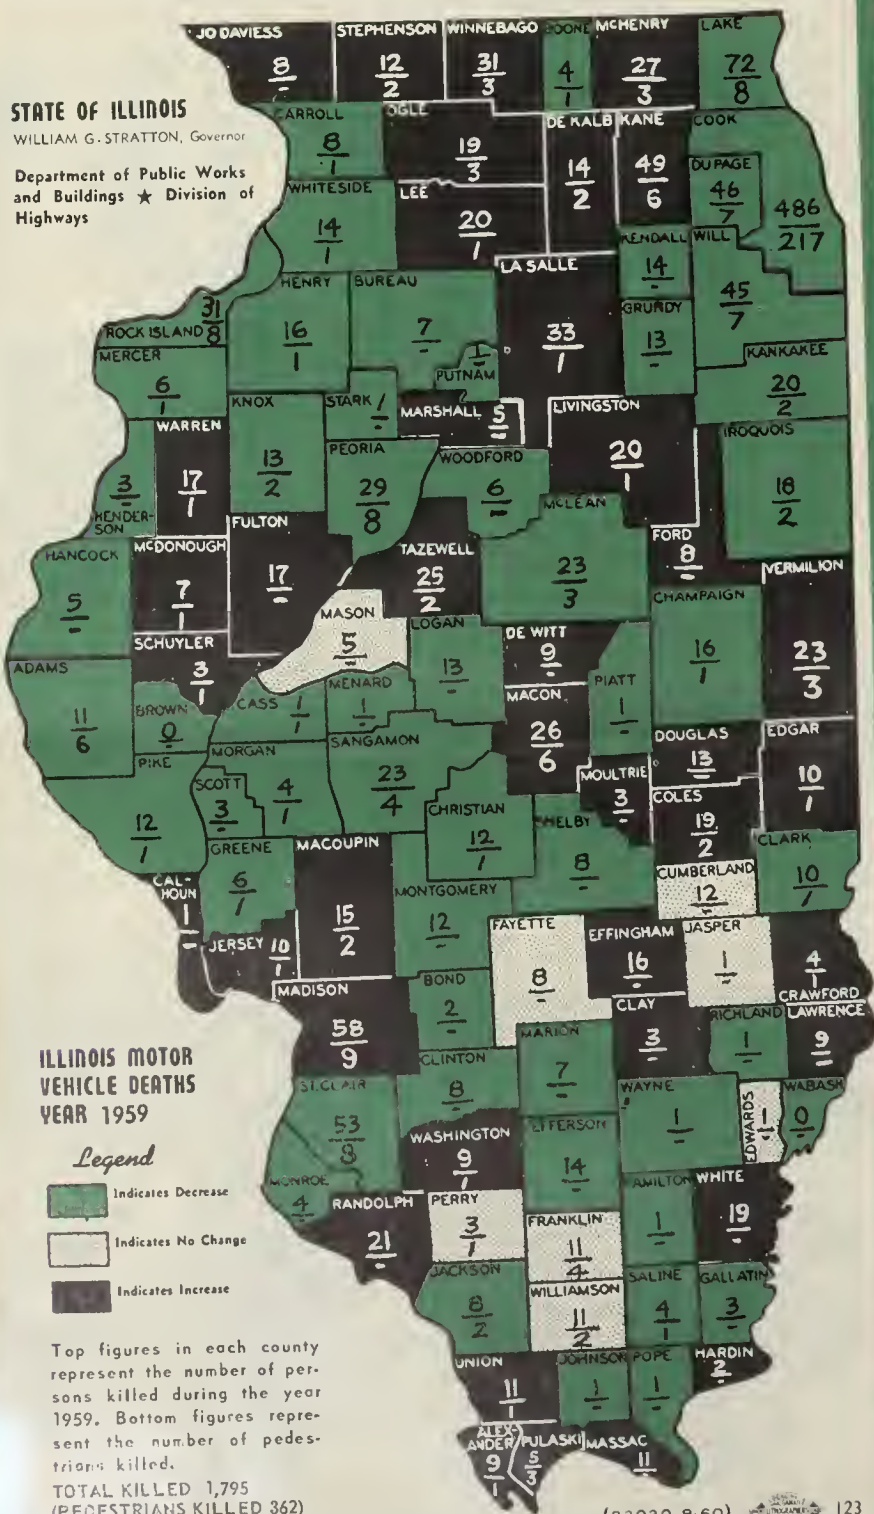 JO DAVIESS
8
-
STEPHENSON
12
2
WINNEBAGO
31
3
BOONE
4
1
McHENRY
27
3
LAKE
72
8
STATE OF ILLINOIS
WILLIAM G. STRATTON, Governor
Department of Public Works
and Buildings ★ Division of
Highways
CARROLL
8
1
OGLE
19
3
DE KALB
14
2
KANE
49
6
COOK
486
217
DU PAGE
46
7
WHITESIDE
14
1
LEE
20
1
KENDALL
14
-
WILL
45
7
LA SALLE
33
1
HENRY
16
1
BUREAU
7
-
GRUNDY
13
-
ROCK ISLAND
31
8
PUTNAM
1
-
KANKAKEE
20
2
MERCER
6
1
KNOX
13
2
STARK
1
-
MARSHALL
5
-
LIVINGSTON
20
1
IROQUOIS
18
2
WARREN
17
1
PEORIA
29
8
WOODFORD
6
-
HENDER-
SON
3
-
McLEAN
23
3
FORD
8
-
HANCOCK
5
-
McDONOUGH
7
1
FULTON
17
-
TAZEWELL
25
2
VERMILION
23
3
CHAMPAIGN
16
1
MASON
5
-
LOGAN
13
-
DE WITT
9
-
SCHUYLER
3
1
ADAMS
11
6
BROWN
0
-
CASS
1
1
MENARD
1
-
MACON
26
6
PIATT
1
-
DOUGLAS
13
-
EDGAR
10
1
PIKE
12
1
SCOTT
3
-
MORGAN
4
1
SANGAMON
23
4
CHRISTIAN
12
1
MOULTRIE
3
-
COLES
19
2
SHELBY
8
-
CLARK
10
1
GREENE
6
1
MACOUPIN
15
2
MONTGOMERY
12
-
CUMBERLAND
12
-
CAL-
HOUN
1
-
JERSEY
10
1
FAYETTE
8
-
EFFINGHAM
16
-
JASPER
1
-
CRAWFORD
4
1
MADISON
58
9
BOND
2
-
CLAY
3
-
RICHLAND
1
-
LAWRENCE
9
-
ILLINOIS MOTOR
VEHICLE DEATHS
YEAR 1959
CLINTON
8
-
MARION
7
-
WAYNE
1
-
EDWARDS
1
-
WABASH
0
-
ST. CLAIR
53
8
Legend
Indicates Decrease
Indicates No Change
Indicates Increase
WASHINGTON
9
1
JEFFERSON
14
-
MONROE
4
-
RANDOLPH
21
-
PERRY
3
1
HAMILTON
1
-
WHITE
19
-
FRANKLIN
11
4
JACKSON
8
2
WILLIAMSON
11
2
SALINE
4
1
GALLATIN
3
-
UNION
11
1
JOHNSON
1
-
POPE
1
-
HARDIN
2
-
ALEX-
ANDER
9
1
PULASKI
5
3
MASSAC
11
-
Top figures in each county
represent the number of per-
sons killed during the year
1959. Bottom figures repre-
sent the number of pedes-
trians killed.
TOTAL KILLED 1,795
(PEDESTRIANS KILLED 362)
123